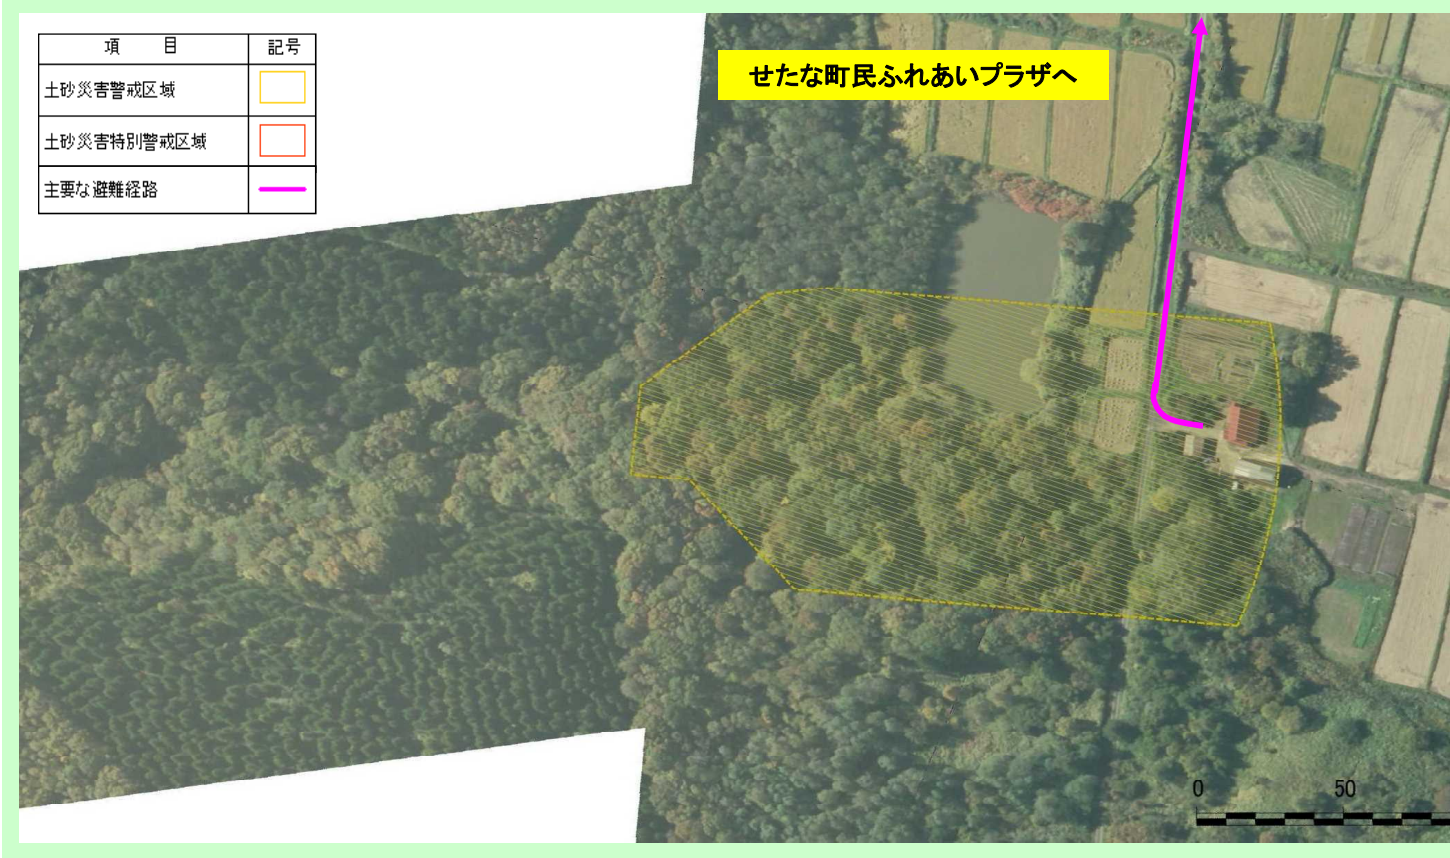 項 目 記号
土砂災害警戒区域
土砂災害特別警戒区域
主要な避難経路
せたな町民ふれあいプラザへ
0 50